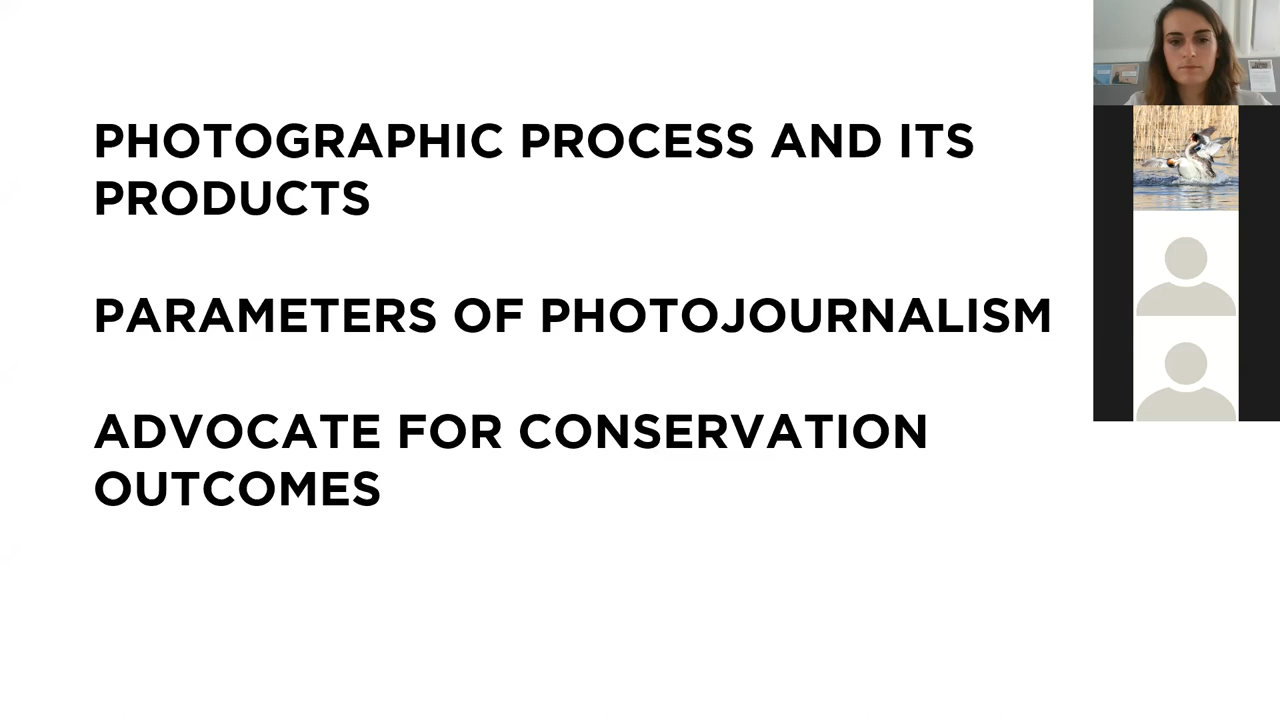 PHOTOGRAPHIC PROCESS AND ITS
PRODUCTS
PARAMETERS OF PHOTOJOURNALISM
ADVOCATE FOR CONSERVATION
OUTCOMES